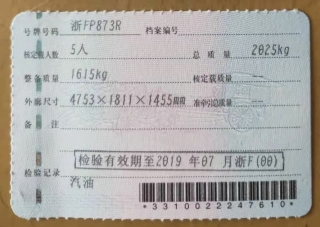 号牌号码 浙FP873R 档案编号
核定载人数 5人 总质量 2025kg
整备质量 1615kg 核定载质量 --
外廓尺寸 4753×1811×1455mm 准牵引总质量 --
备注
检验有效期至2019年07月浙F(00)
检验记录
汽油
*3310022247610*